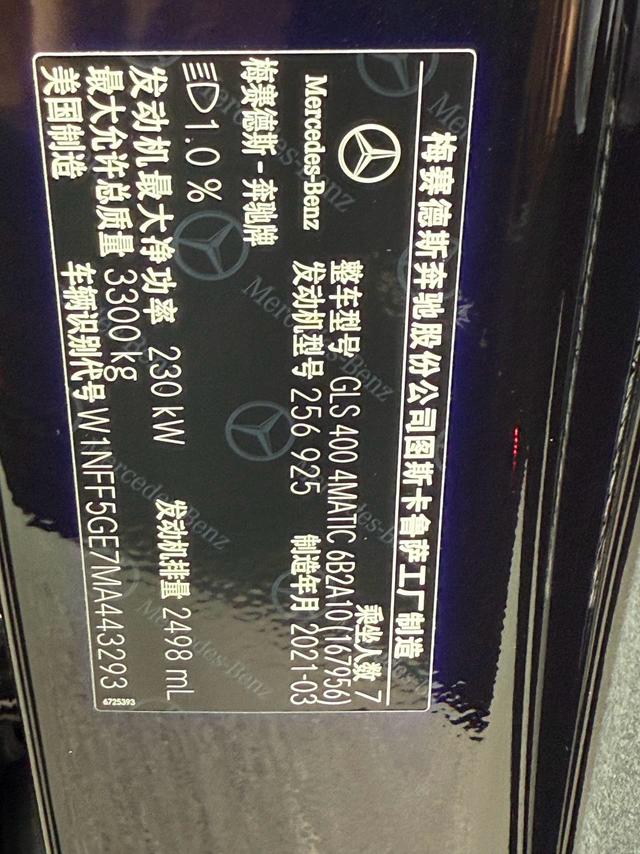 梅赛德斯奔驰股份公司图斯卡鲁萨工厂制造
Mercedes-Benz
梅赛德斯-奔驰牌
乘坐人数 7
整车型号 GLS 400 4MATIC 6B2A10(167956)
发动机型号 256 925 制造年月 2021-03
1.0 %
发动机最大净功率 230 kW 发动机排量 2498 mL
最大允许总质量 3300 kg
美国制造 车辆识别代号 W1NFF5GE7MA443293
6725393